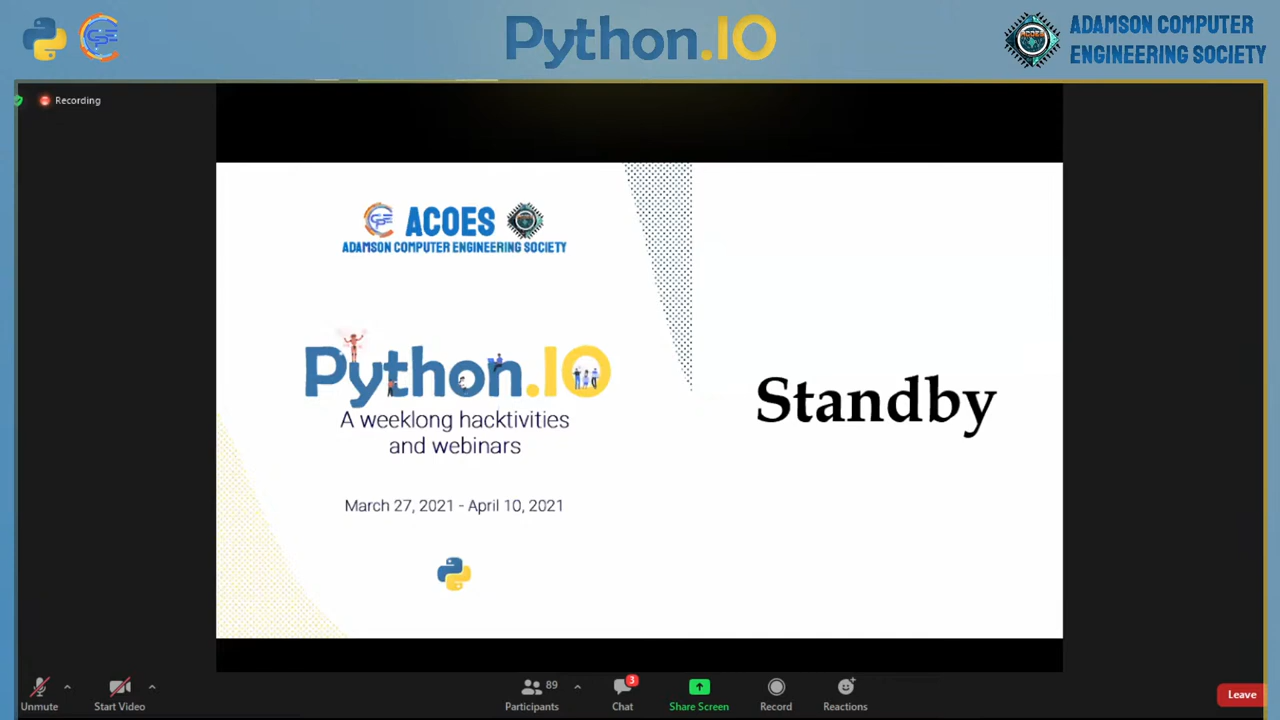 Python.IO
ADAMSON COMPUTER
ENGINEERING SOCIETY
Recording
ACOES
ADAMSON COMPUTER ENGINEERING SOCIETY
Python.IO
A weeklong hacktivities
and webinars
March 27, 2021 - April 10, 2021
Standby
Unmute
Start Video
89
Participants
3
Chat
Share Screen
Record
Reactions
Leave